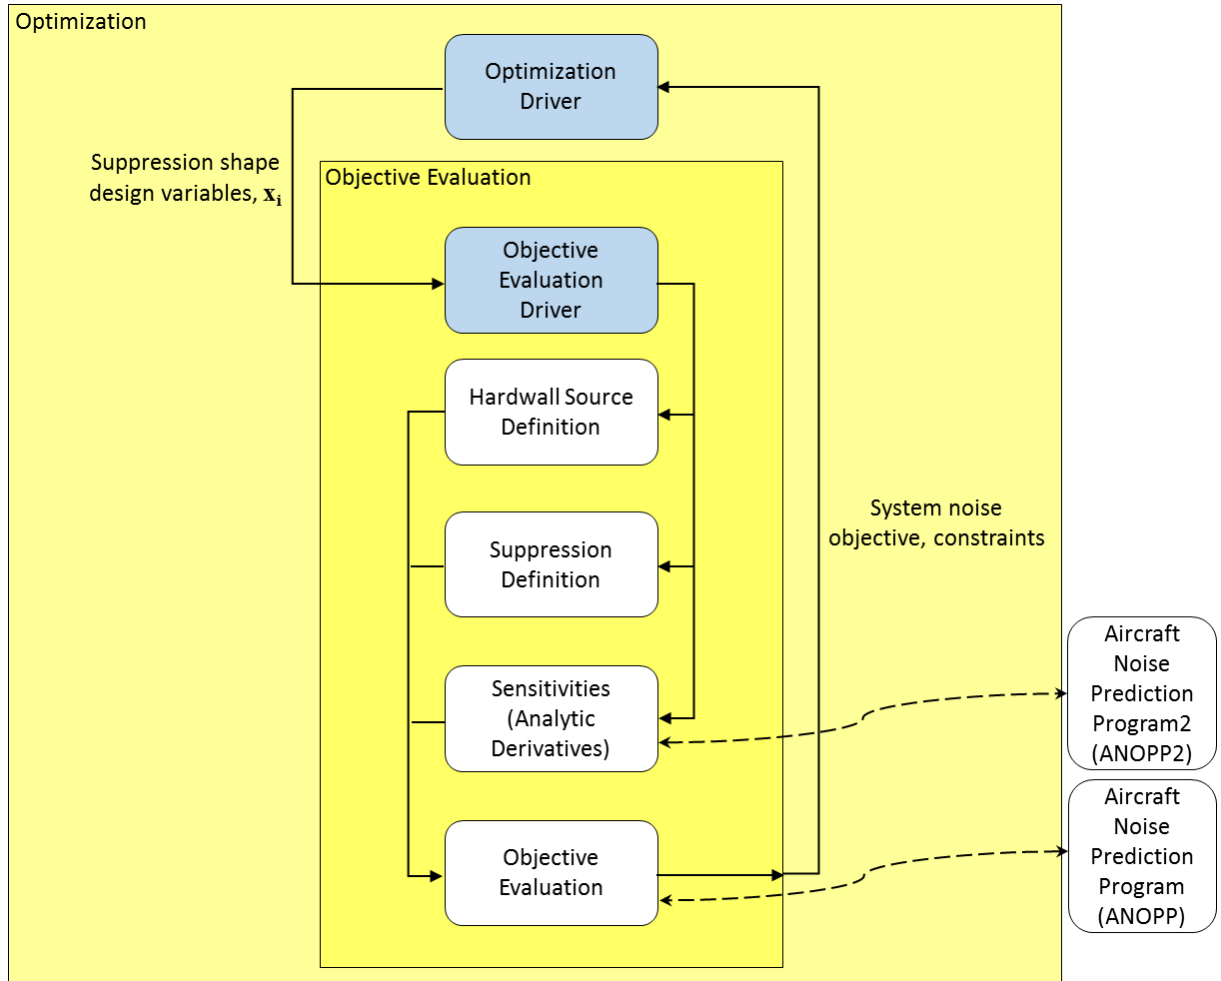 Optimization
Optimization
Driver
Suppression shape
design variables, xᵢ
Objective Evaluation
Objective
Evaluation
Driver
Hardwall Source
Definition
Suppression
Definition
System noise
objective, constraints
Sensitivities
(Analytic
Derivatives)
Aircraft
Noise
Prediction
Program2
(ANOPP2)
Objective
Evaluation
Aircraft
Noise
Prediction
Program
(ANOPP)